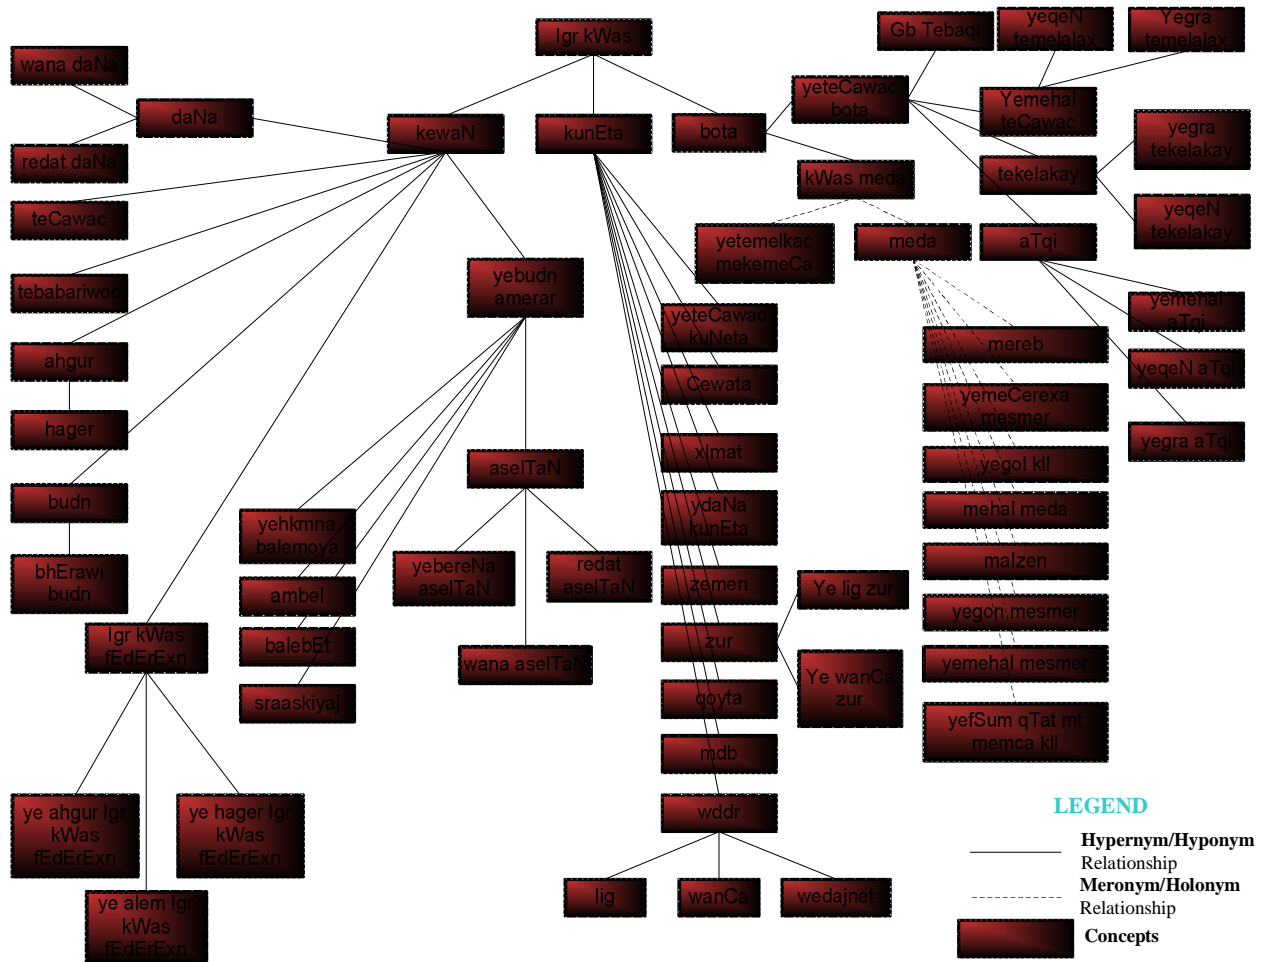 Igr kWas
Gb Tebaqi
yeqeN
temelalax
Yegra
temelalax
wana daNa
daNa
redat daNa
kewaN
kunEta
bota
yeteCawac
bota
Yemehal
teCawac
yegra
tekelakay
tekelakay
yeqeN
tekelakay
kWas meda
teCawac
yetemelkac
mekemeCa
meda
aTqi
tebabariwoc
yebudn
amerar
yemehal
aTqi
yeqeN aTqi
yegra aTqi
yeteCawac
kuNeta
Cewata
xlmat
ydaNa
kunEta
zemen
zur
qoyta
mdb
wddr
mereb
yemeCerexa
mesmer
yegol kll
mehal meda
malzen
yegon mesmer
yemehal mesmer
yefSum qTat mt
memca kll
ahgur
hager
budn
bhErawi
budn
aselTaN
yehkmna
balemoya
ambel
balebEt
sraaskiyaj
yebereNa
aselTaN
redat
aselTaN
wana aselTaN
Ye lig zur
Ye wanCa
zur
Igr kWas
fEdErExn
ye ahgur Igr
kWas
fEdErExn
ye hager Igr
kWas
fEdErExn
ye alem Igr
kWas
fEdErExn
lig
wanCa
wedajnet
LEGEND
Hypernym/Hyponym
Relationship
Meronym/Holonym
Relationship
Concepts